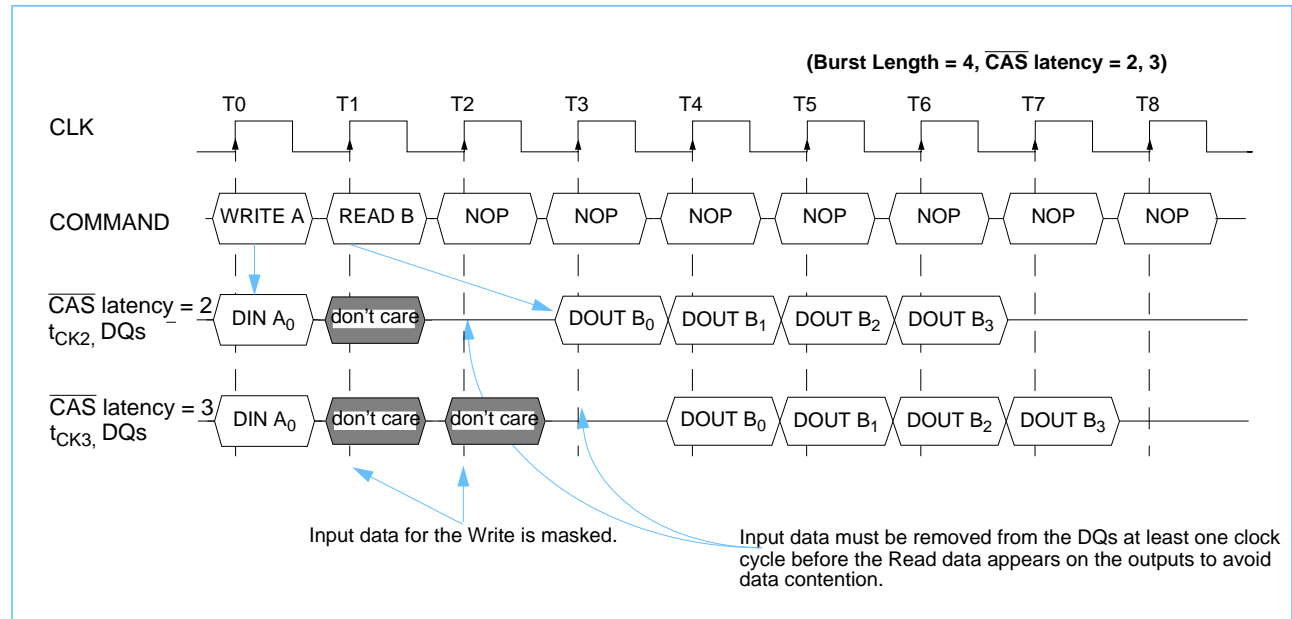 (Burst Length = 4, CAS latency = 2, 3)
T0 T1 T2 T3 T4 T5 T6 T7 T8
CLK
COMMAND WRITE A READ B NOP NOP NOP NOP NOP NOP NOP
CAS latency = 2
tCK2, DQs DIN A0 don't care DOUT B0 DOUT B1 DOUT B2 DOUT B3
CAS latency = 3
tCK3, DQs DIN A0 don't care don't care DOUT B0 DOUT B1 DOUT B2 DOUT B3
Input data for the Write is masked.
Input data must be removed from the DQs at least one clock
cycle before the Read data appears on the outputs to avoid
data contention.